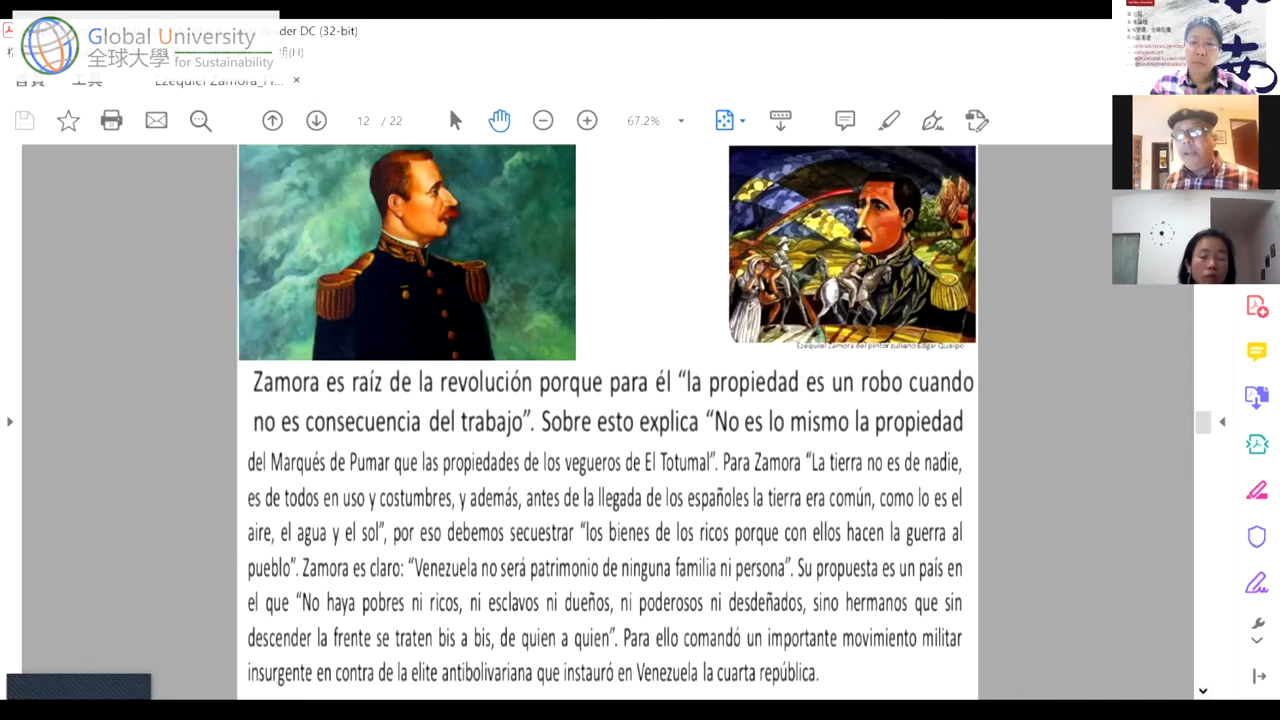 Global University
全球大學 for Sustainability
Reader DC (32-bit)
首頁 工具 Ezequiel Zamora_H... ×
12 / 22 67.2%
Ezequiel Zamora del pintor zuliano Edgar Queipo
Zamora es raíz de la revolución porque para él “la propiedad es un robo cuando
no es consecuencia del trabajo”. Sobre esto explica “No es lo mismo la propiedad
del Marqués de Pumar que las propiedades de los vegueros de El Totumal”. Para Zamora “La tierra no es de nadie,
es de todos en uso y costumbres, y además, antes de la llegada de los españoles la tierra era común, como lo es el
aire, el agua y el sol”, por eso debemos secuestrar “los bienes de los ricos porque con ellos hacen la guerra al
pueblo”. Zamora es claro: “Venezuela no será patrimonio de ninguna familia ni persona”. Su propuesta es un país en
el que “No haya pobres ni ricos, ni esclavos ni dueños, ni poderosos ni desdeñados, sino hermanos que sin
descender la frente se traten bis a bis, de quien a quien”. Para ello comandó un importante movimiento militar
insurgente en contra de la elite antibolivariana que instauró en Venezuela la cuarta república.